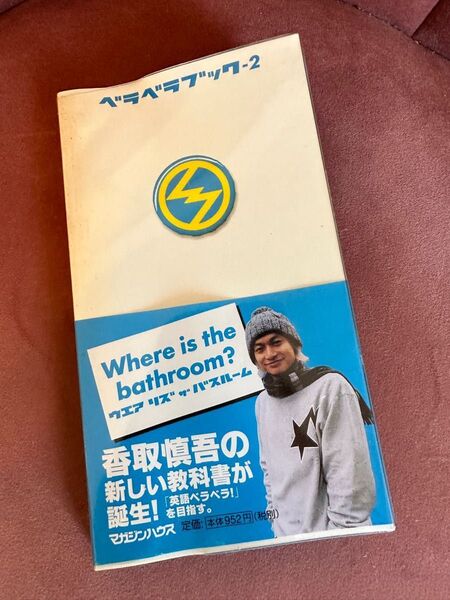 ベラベラブック-2
Where is the
bathroom?
ウエア リズ ザ バスルーム
香取慎吾の
新しい教科書が
誕生!「英語ベラベラ!」
を目指す。
マガジンハウス 定価:本体952円(税別)